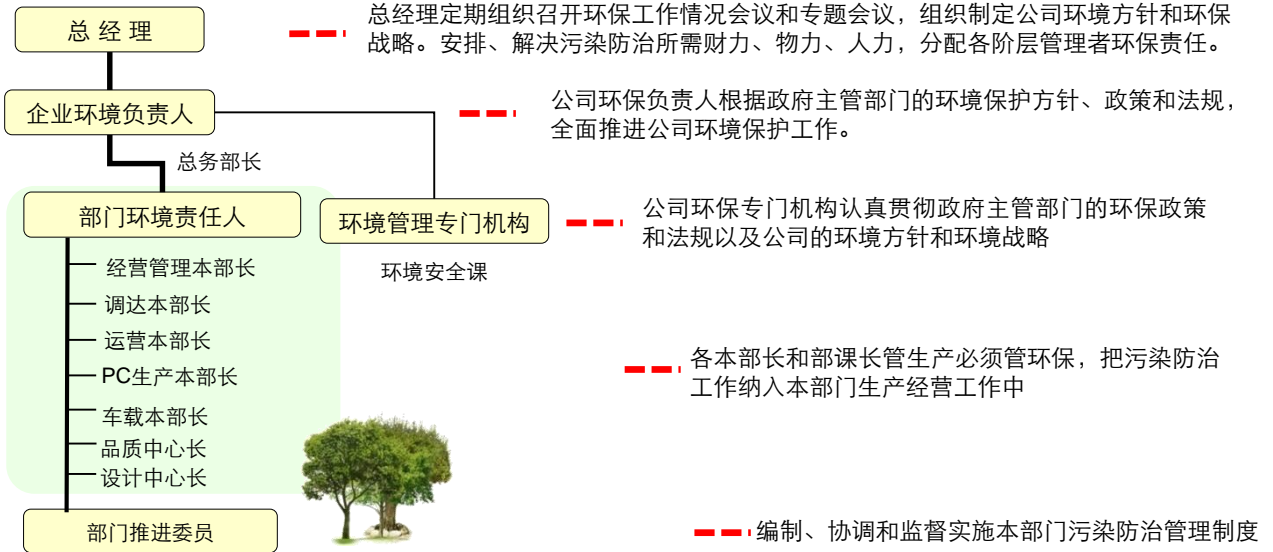 总 经 理
总经理定期组织召开环保工作情况会议和专题会议，组织制定公司环境方针和环保
战略。安排、解决污染防治所需财力、物力、人力，分配各阶层管理者环保责任。
企业环境负责人
公司环保负责人根据政府主管部门的环境保护方针、政策和法规，
全面推进公司环境保护工作。
总务部长
部门环境责任人
环境管理专门机构
公司环保专门机构认真贯彻政府主管部门的环保政策
和法规以及公司的环境方针和环境战略
环境安全课
经营管理本部长
调达本部长
运营本部长
PC生产本部长
车载本部长
品质中心长
设计中心长
各本部长和部课长管生产必须管环保，把污染防治
工作纳入本部门生产经营工作中
部门推进委员
编制、协调和监督实施本部门污染防治管理制度